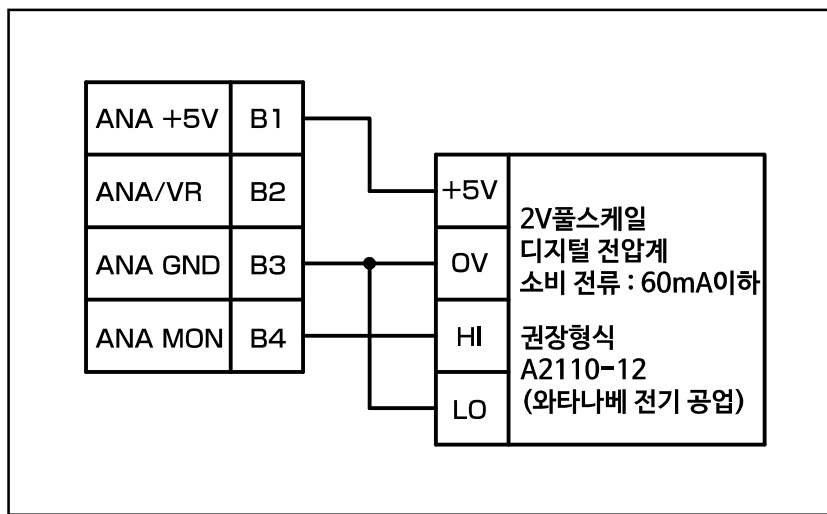 ANA +5V B1
ANA/VR B2
ANA GND B3
ANA MON B4
+5V
0V
HI
LO
2V풀스케일
디지털 전압계
소비 전류 : 60mA이하
권장형식
A2110-12
(와타나베 전기 공업)